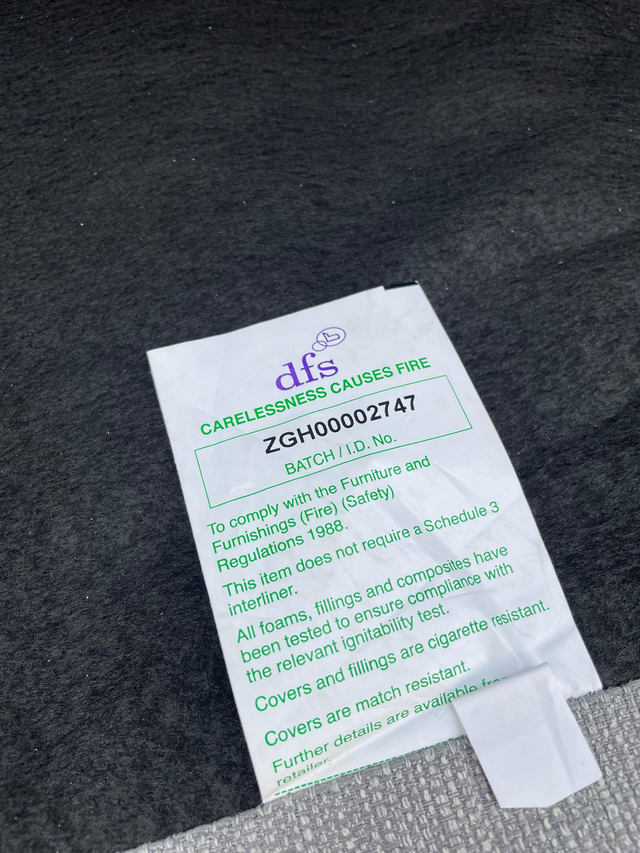 dfs
CARELESSNESS CAUSES FIRE
ZGH00002747
BATCH / I.D. No.
To comply with the Furniture and
Furnishings (Fire) (Safety)
Regulations 1988.
This item does not require a Schedule 3
interliner.
All foams, fillings and composites have
been tested to ensure compliance with
the relevant ignitability test.
Covers and fillings are cigarette resistant.
Covers are match resistant.
Further details are available from
retailer.